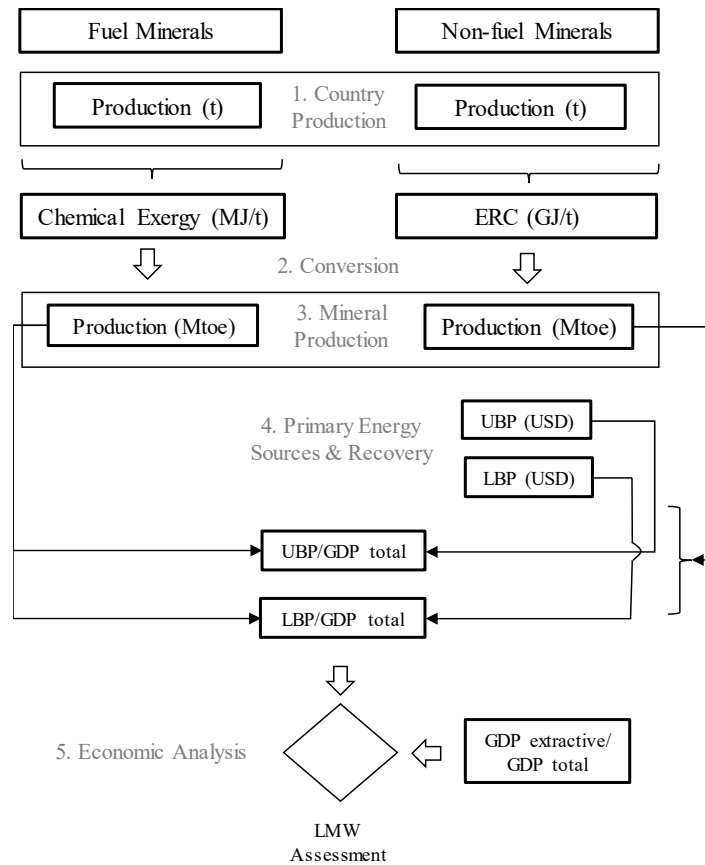 Fuel Minerals
Non-fuel Minerals
Production (t)
1. Country
Production
Production (t)
Chemical Exergy (MJ/t)
ERC (GJ/t)
2. Conversion
Production (Mtoe)
3. Mineral
Production
Production (Mtoe)
4. Primary Energy
Sources & Recovery
UBP (USD)
LBP (USD)
UBP/GDP total
LBP/GDP total
5. Economic Analysis
GDP extractive/
GDP total
LMW
Assessment